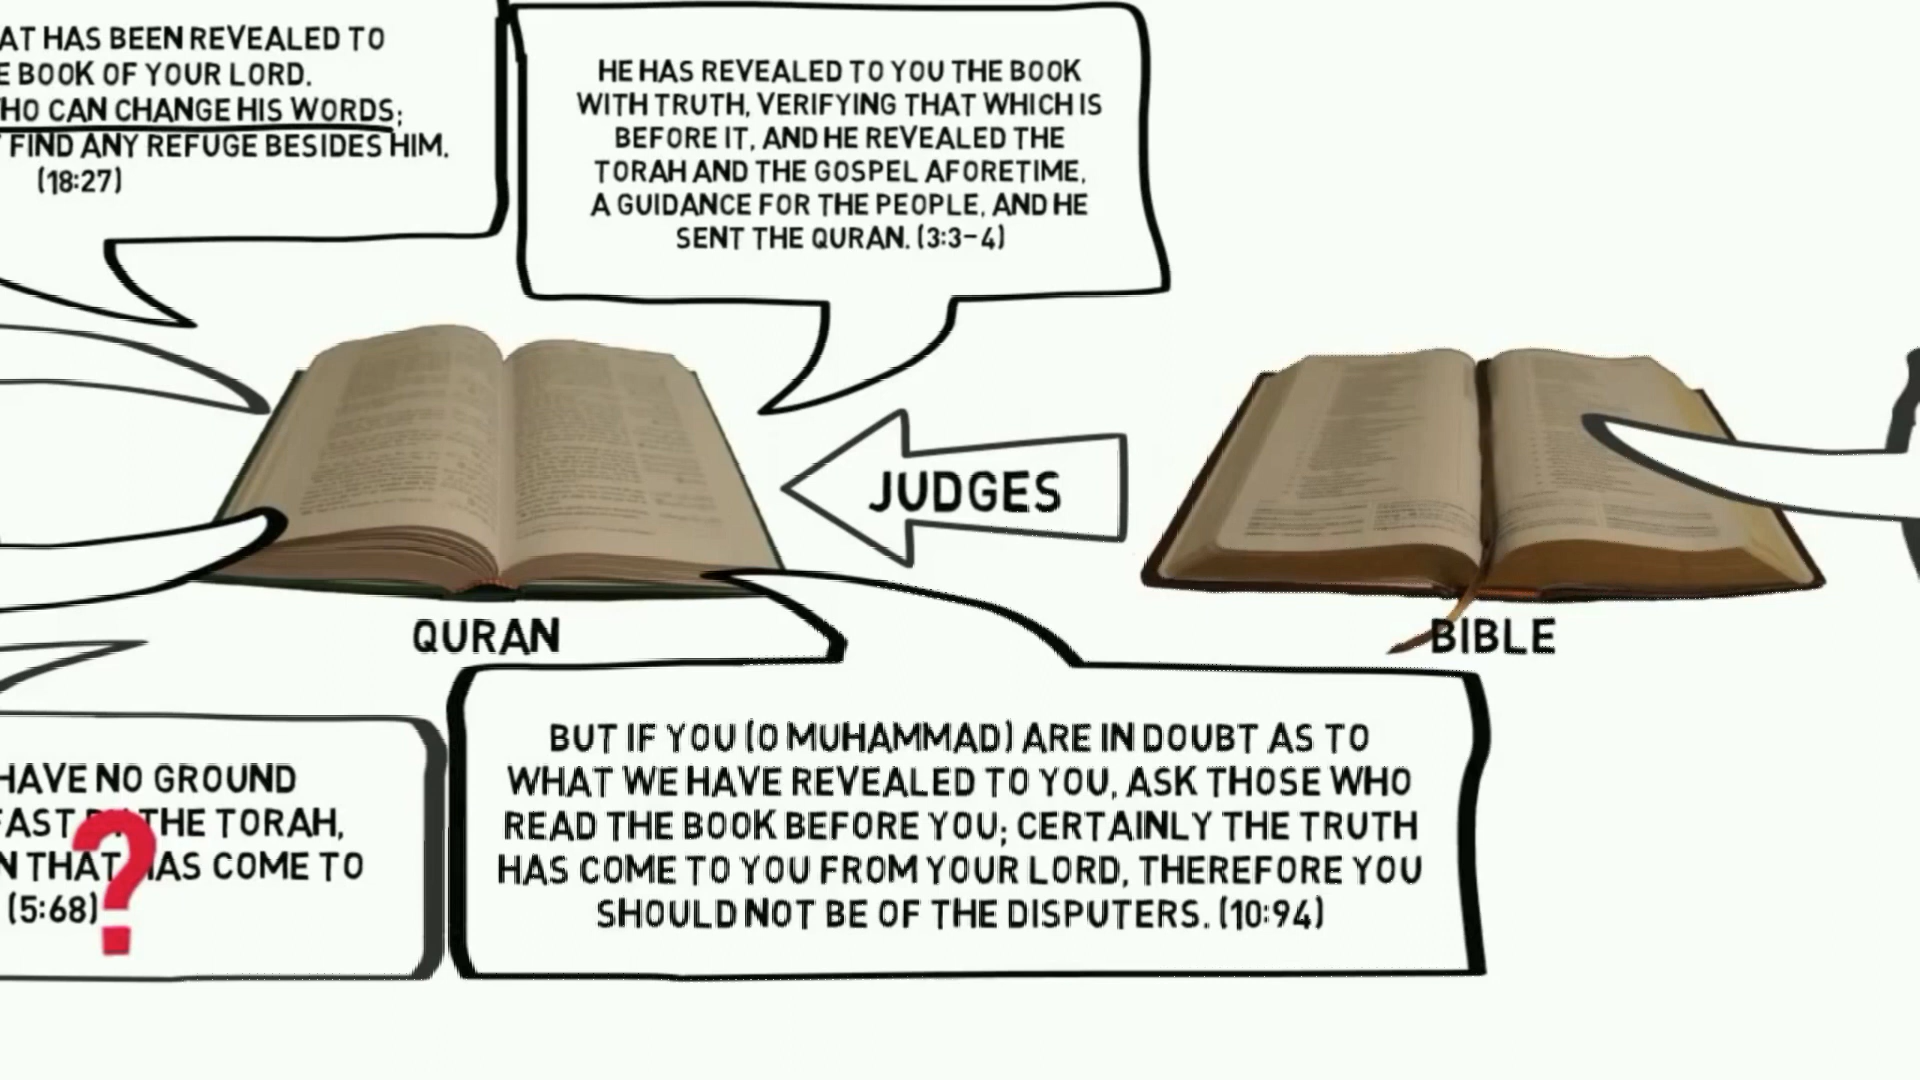 AT HAS BEEN REVEALED TO
E BOOK OF YOUR LORD.
HO CAN CHANGE HIS WORDS;
FIND ANY REFUGE BESIDES HIM.
(18:27)
HE HAS REVEALED TO YOU THE BOOK
WITH TRUTH, VERIFYING THAT WHICH IS
BEFORE IT, AND HE REVEALED THE
TORAH AND THE GOSPEL AFORETIME,
A GUIDANCE FOR THE PEOPLE, AND HE
SENT THE QURAN. (3:3-4)
JUDGES
QURAN
BIBLE
HAVE NO GROUND
FAST THE TORAH,
N THAT HAS COME TO
(5:68)
?
BUT IF YOU (O MUHAMMAD) ARE IN DOUBT AS TO
WHAT WE HAVE REVEALED TO YOU, ASK THOSE WHO
READ THE BOOK BEFORE YOU; CERTAINLY THE TRUTH
HAS COME TO YOU FROM YOUR LORD, THEREFORE YOU
SHOULD NOT BE OF THE DISPUTERS. (10:94)